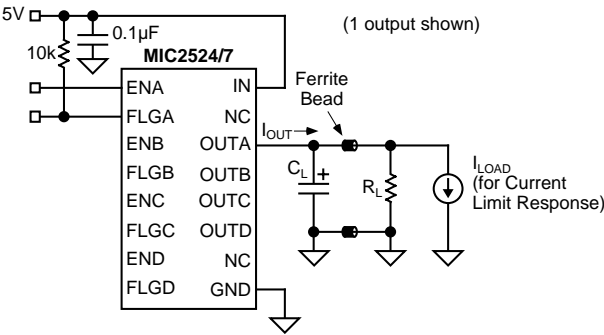 5V
0.1µF
(1 output shown)
10k
MIC2524/7
Ferrite
Bead
ENA
IN
FLGA
NC
ENB
OUTA
IOUT
FLGB
OUTB
CL
+
RL
ILOAD
(for Current
Limit Response)
ENC
OUTC
FLGC
OUTD
END
NC
FLGD
GND